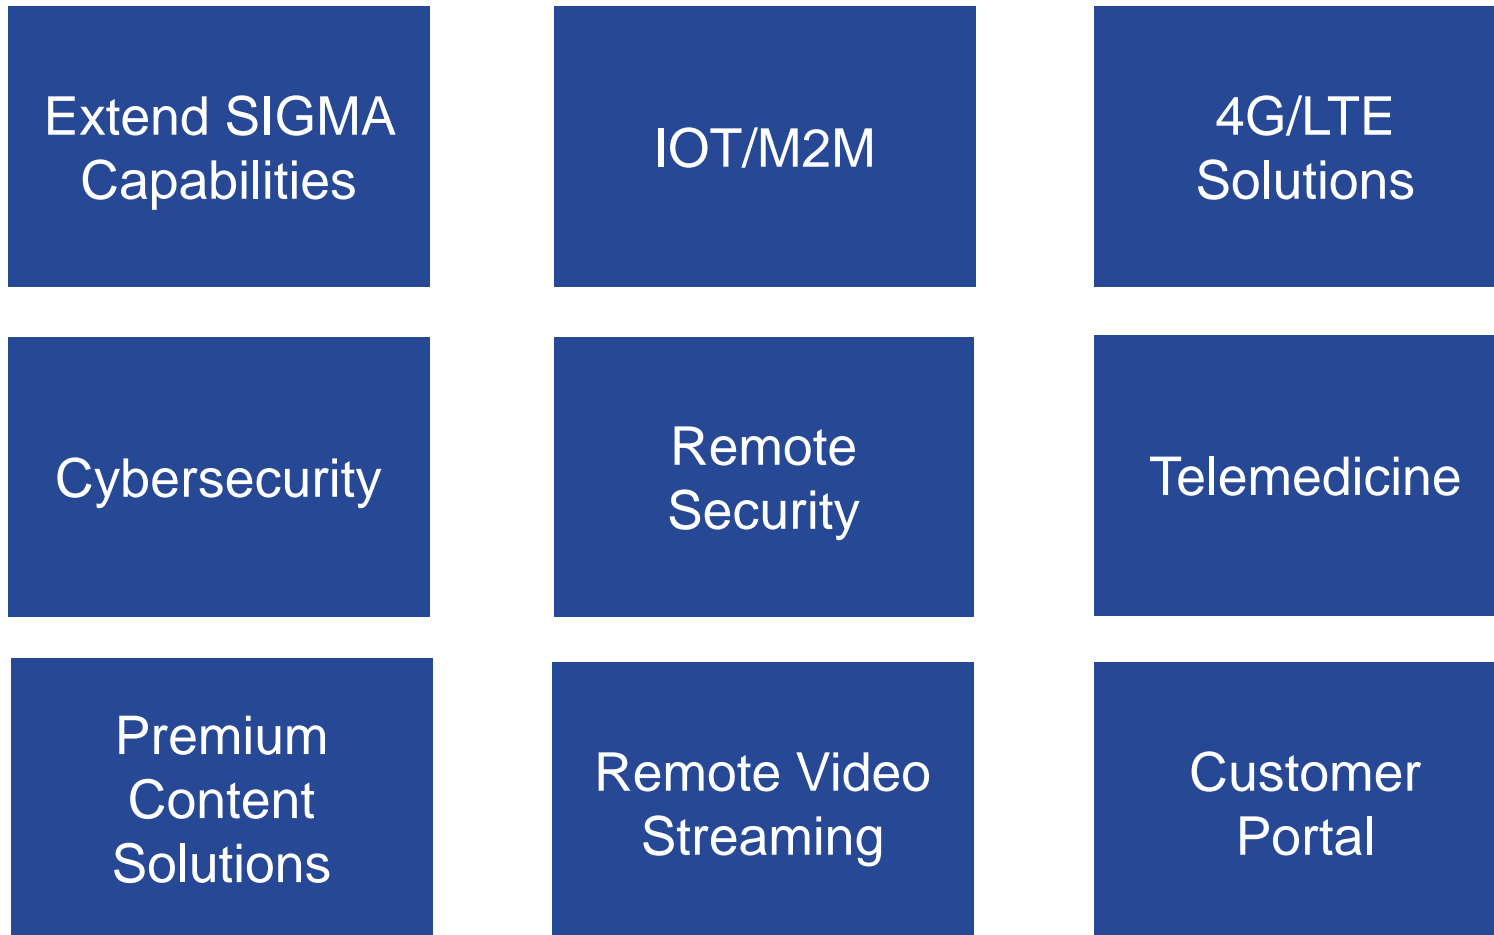 Extend SIGMA
Capabilities
IOT/M2M
4G/LTE
Solutions
Cybersecurity
Remote
Security
Telemedicine
Premium
Content
Solutions
Remote Video
Streaming
Customer
Portal